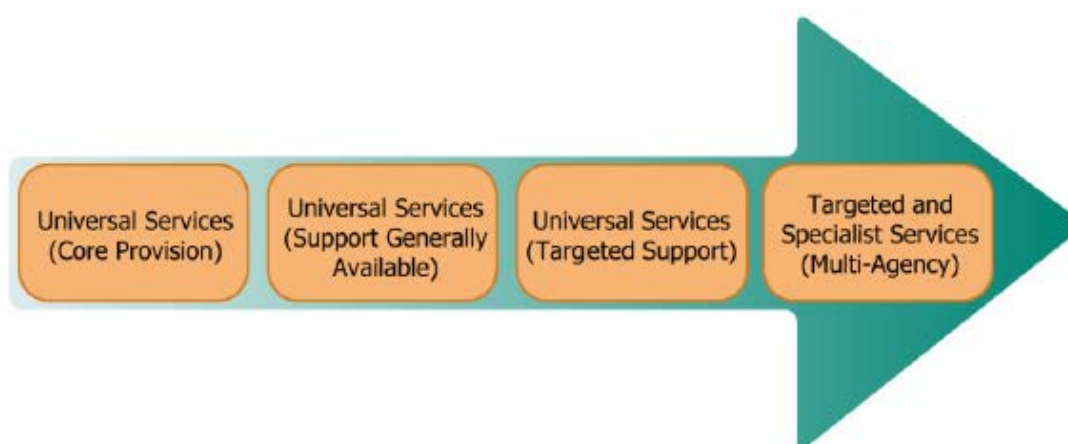 Universal Services
(Core Provision)
Universal Services
(Support Generally
Available)
Universal Services
(Targeted Support)
Targeted and
Specialist Services
(Multi-Agency)